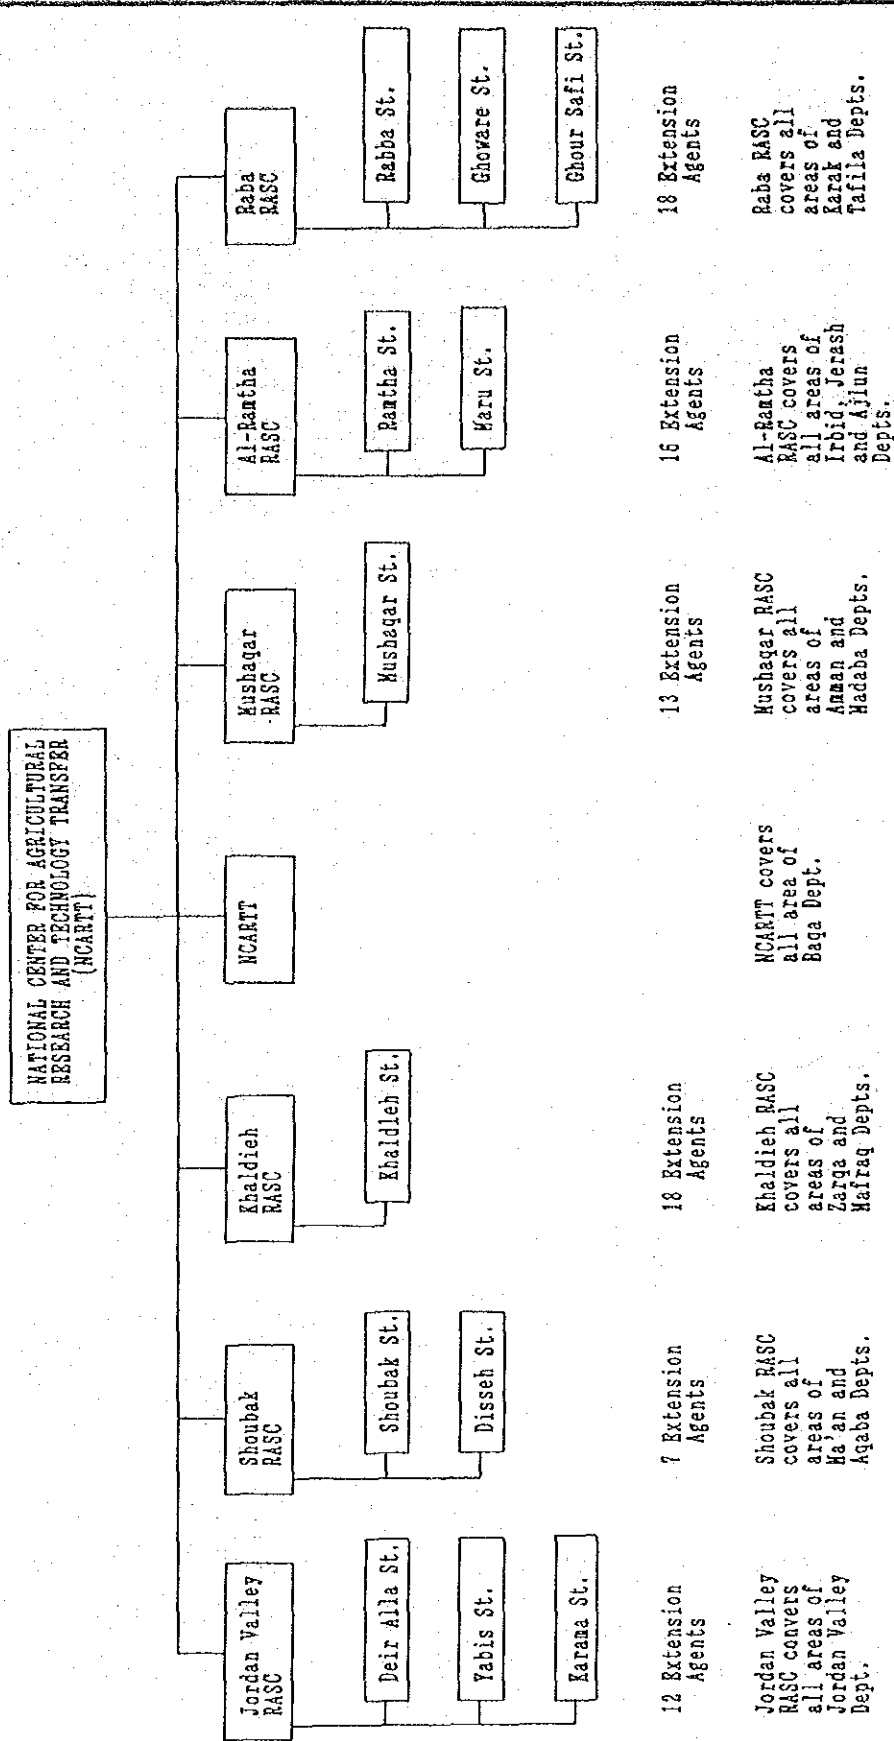 NATIONAL CENTER FOR AGRICULTURAL
RESEARCH AND TECHNOLOGY TRANSFER
(NCARTT)
Jordan Valley
RASC
Deir Alla St.
Yabis St.
Karama St.
12 Extension
Agents
Jordan Valley
RASC convers
all areas of
Jordan Valley
Dept.
Shoubak
RASC
Shoubak St.
Disseh St.
7 Extension
Agents
Shoubak RASC
covers all
areas of
Ma'an and
Aqaba Depts.
Khaldieh
RASC
Khaldleh St.
18 Extension
Agents
Khaldieh RASC
covers all
areas of
Zarqa and
Mafraq Depts.
NCARTT
NCARTT covers
all area of
Baqa Dept.
Mushaqar
RASC
Mushaqar St.
13 Extension
Agents
Mushaqar RASC
covers all
areas of
Amman and
Madaba Depts.
Al-Ramtha
RASC
Ramtha St.
Maru St.
16 Extension
Agents
Al-Ramtha
RASC covers
all areas of
Irbid, Jerash
and Ajlun
Depts.
Raba
RASC
Rabba St.
Ghoware St.
Ghour Safi St.
18 Extension
Agents
Raba RASC
covers all
areas of
Karak and
Tafila Depts.